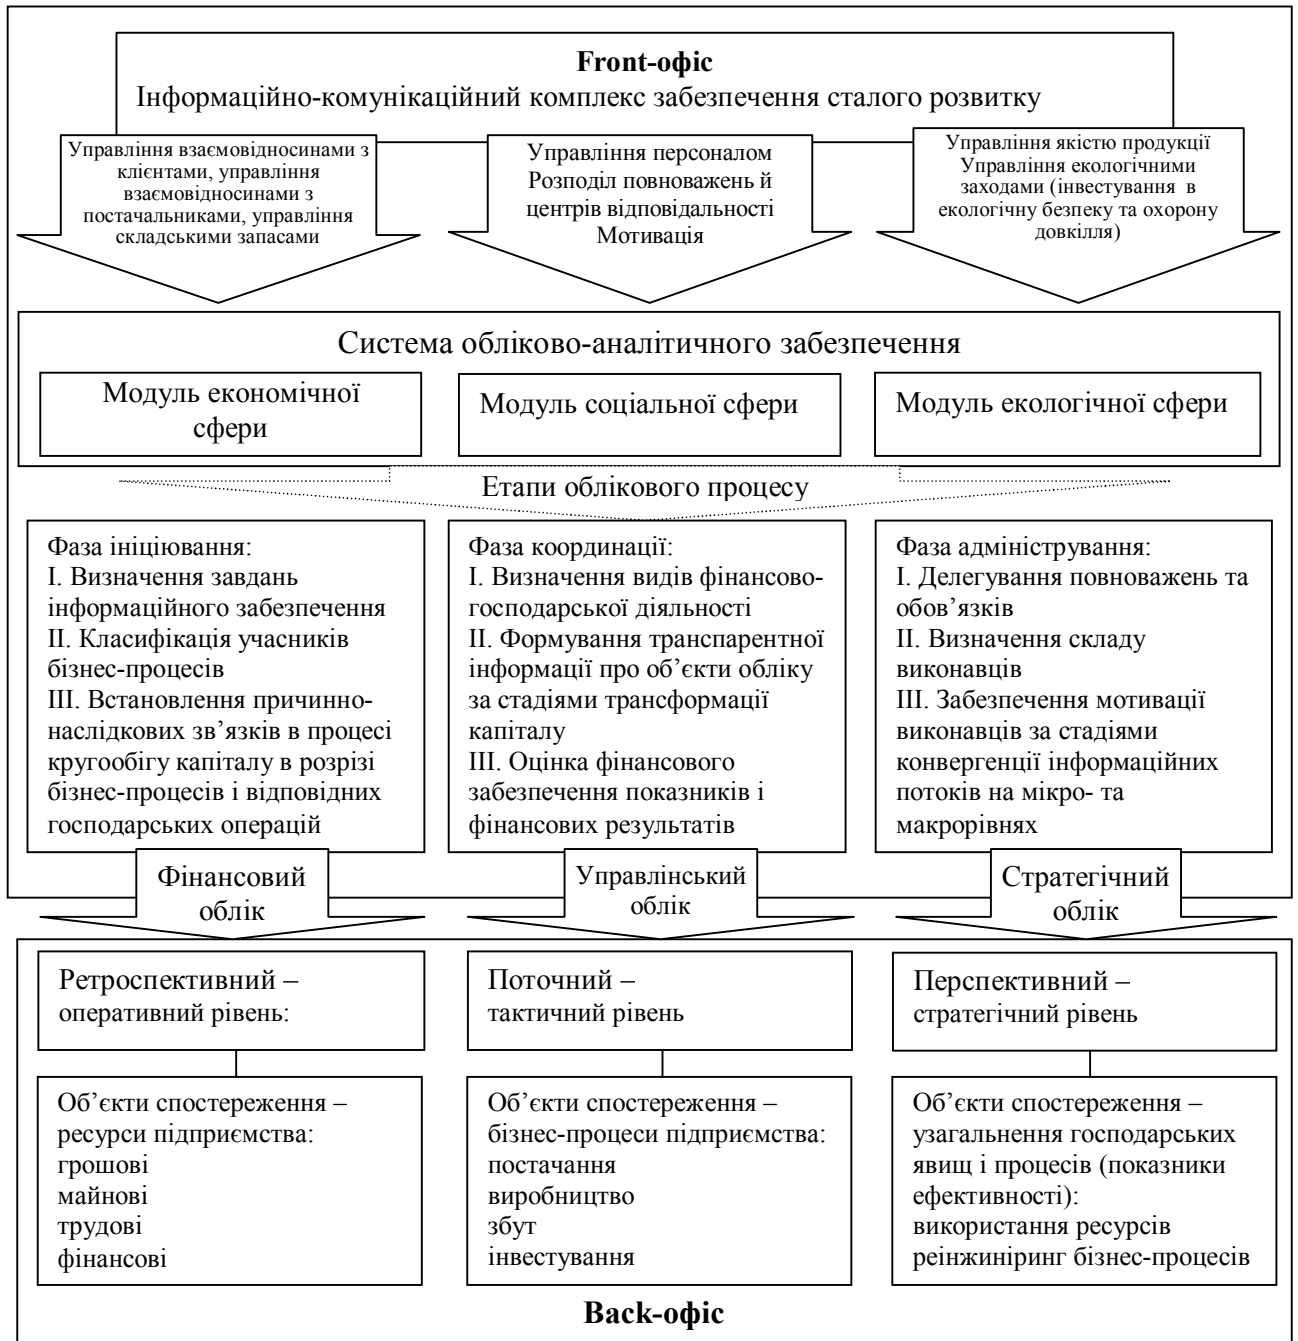 Front-офіс
Інформаційно-комунікаційний комплекс забезпечення сталого розвитку
Управління взаємовідносинами з
клієнтами, управління
взаємовідносинами з
постачальниками, управління
складськими запасами
Управління персоналом
Розподіл повноважень й
центрів відповідальності
Мотивація
Управління якістю продукції
Управління екологічними
заходами (інвестування в
екологічну безпеку та охорону
довкілля)
Система обліково-аналітичного забезпечення
Модуль економічної
сфери
Модуль соціальної сфери
Модуль екологічної сфери
Етапи облікового процесу
Фаза ініціювання:
І. Визначення завдань
інформаційного забезпечення
ІІ. Класифікація учасників
бізнес-процесів
ІІІ. Встановлення причинно-
наслідкових зв’язків в процесі
кругообігу капіталу в розрізі
бізнес-процесів і відповідних
господарських операцій
Фаза координації:
І. Визначення видів фінансово-
господарської діяльності
ІІ. Формування транспарентної
інформації про об’єкти обліку
за стадіями трансформації
капіталу
ІІІ. Оцінка фінансового
забезпечення показників і
фінансових результатів
Фаза адміністрування:
І. Делегування повноважень та
обов’язків
ІІ. Визначення складу
виконавців
ІІІ. Забезпечення мотивації
виконавців за стадіями
конвергенції інформаційних
потоків на мікро- та
макрорівнях
Фінансовий
облік
Управлінський
облік
Стратегічний
облік
Ретроспективний –
оперативний рівень:
Поточний –
тактичний рівень
Перспективний –
стратегічний рівень
Об’єкти спостереження –
ресурси підприємства:
грошові
майнові
трудові
фінансові
Об’єкти спостереження –
бізнес-процеси підприємства:
постачання
виробництво
збут
інвестування
Об’єкти спостереження –
узагальнення господарських
явищ і процесів (показники
ефективності):
використання ресурсів
реінжиніринг бізнес-процесів
Back-офіс